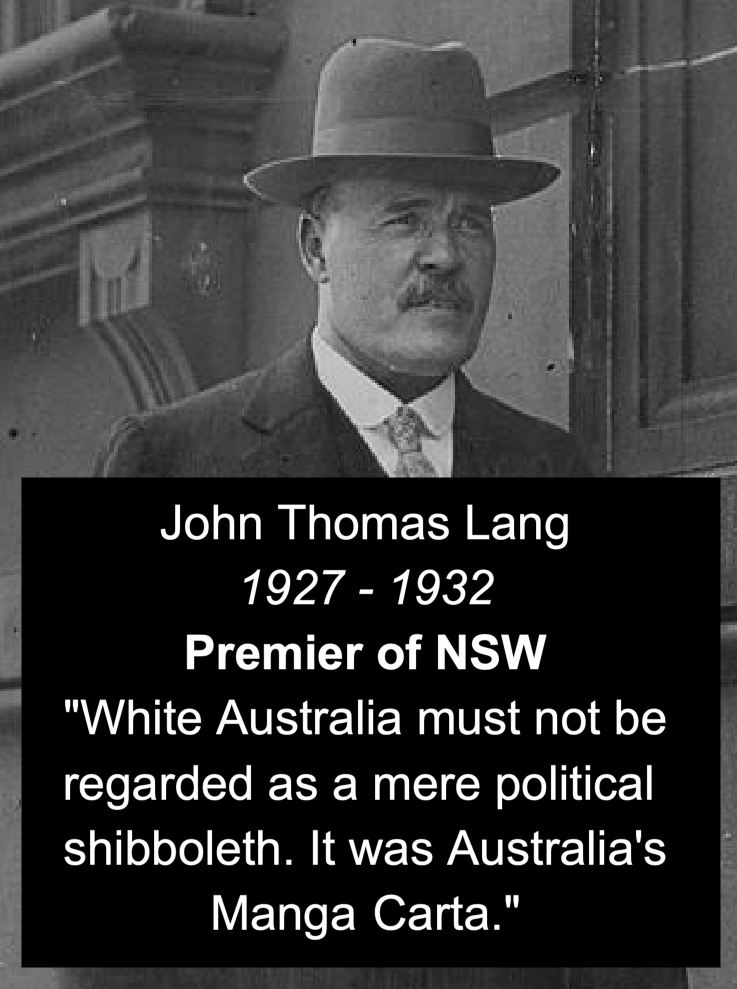 John Thomas Lang
1927 - 1932
Premier of NSW
"White Australia must not be
regarded as a mere political
shibboleth. It was Australia's
Manga Carta."